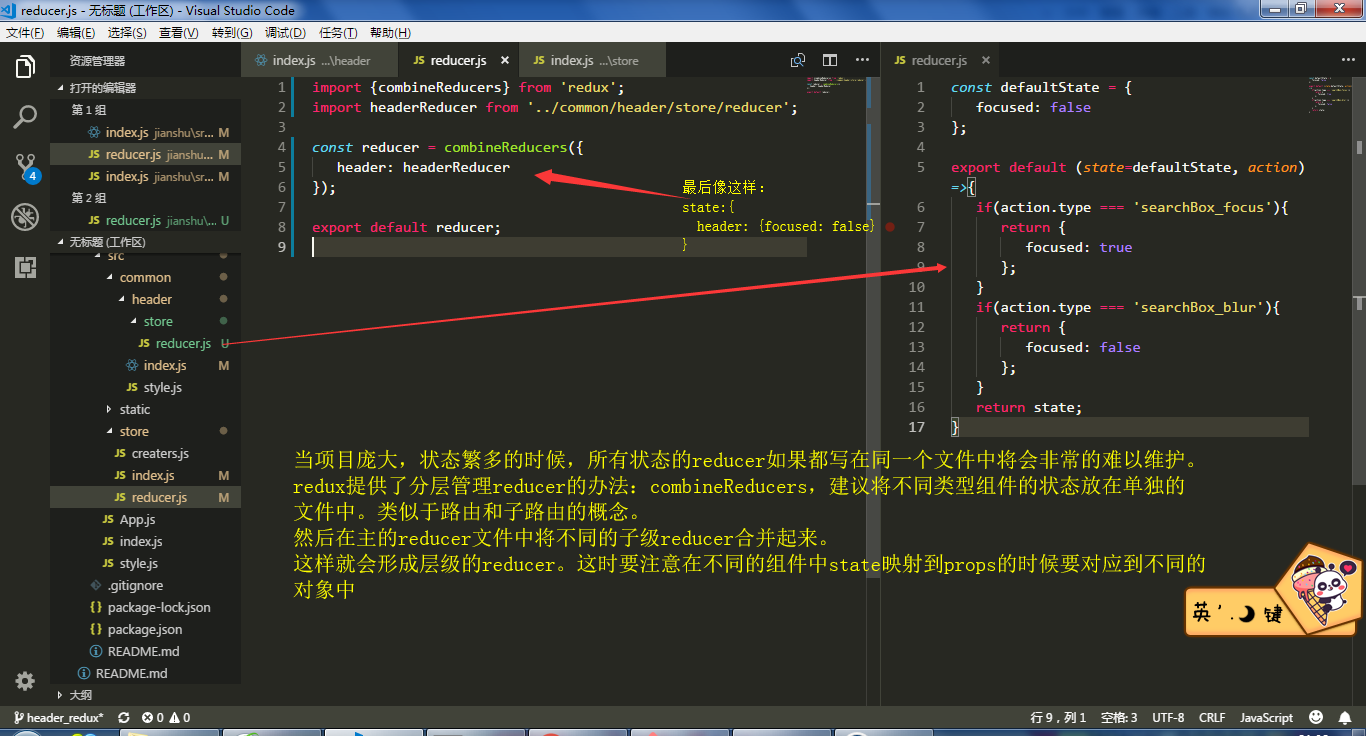 reducer.js - 无标题 (工作区) - Visual Studio Code
文件(F) 编辑(E) 选择(S) 查看(V) 转到(G) 调试(D) 任务(T) 帮助(H)
资源管理器
打开的编辑器
第 1 组
index.js jianshu\sr... M
JS reducer.js jianshu... M
JS index.js jianshu\sr... M
第 2 组
JS reducer.js jianshu\... U
4
无标题 (工作区)
src
common
header
store
JS reducer.js U
index.js M
JS style.js
static
store
JS creaters.js
JS index.js M
JS reducer.js M
JS App.js
JS index.js
JS style.js
.gitignore
{} package-lock.json
{} package.json
README.md
README.md
大纲
index.js ...\header
JS reducer.js ×
JS index.js ...\store
1 import {combineReducers} from 'redux';
2 import headerReducer from '../common/header/store/reducer';
3
4 const reducer = combineReducers({
5 header: headerReducer
6 });
7
8 export default reducer;
9
最后像这样:
state:{
header: {focused: false}
}
JS reducer.js ×
1 const defaultState = {
2 focused: false
3 };
4
5 export default (state=defaultState, action)
=>{
6 if(action.type === 'searchBox_focus'){
7 return {
8 focused: true
9 };
10 }
11 if(action.type === 'searchBox_blur'){
12 return {
13 focused: false
14 };
15 }
16 return state;
17 }
当项目庞大，状态繁多的时候，所有状态的reducer如果都写在同一个文件中将会非常的难以维护。
redux提供了分层管理reducer的办法：combineReducers，建议将不同类型组件的状态放在单独的
文件中。类似于路由和子路由的概念。
然后在主的reducer文件中将不同的子级reducer合并起来。
这样就会形成层级的reducer。这时要注意在不同的组件中state映射到props的时候要对应到不同的
对象中
英 ' . 键
header_redux* 0 0 行 9，列 1 空格: 3 UTF-8 CRLF JavaScript